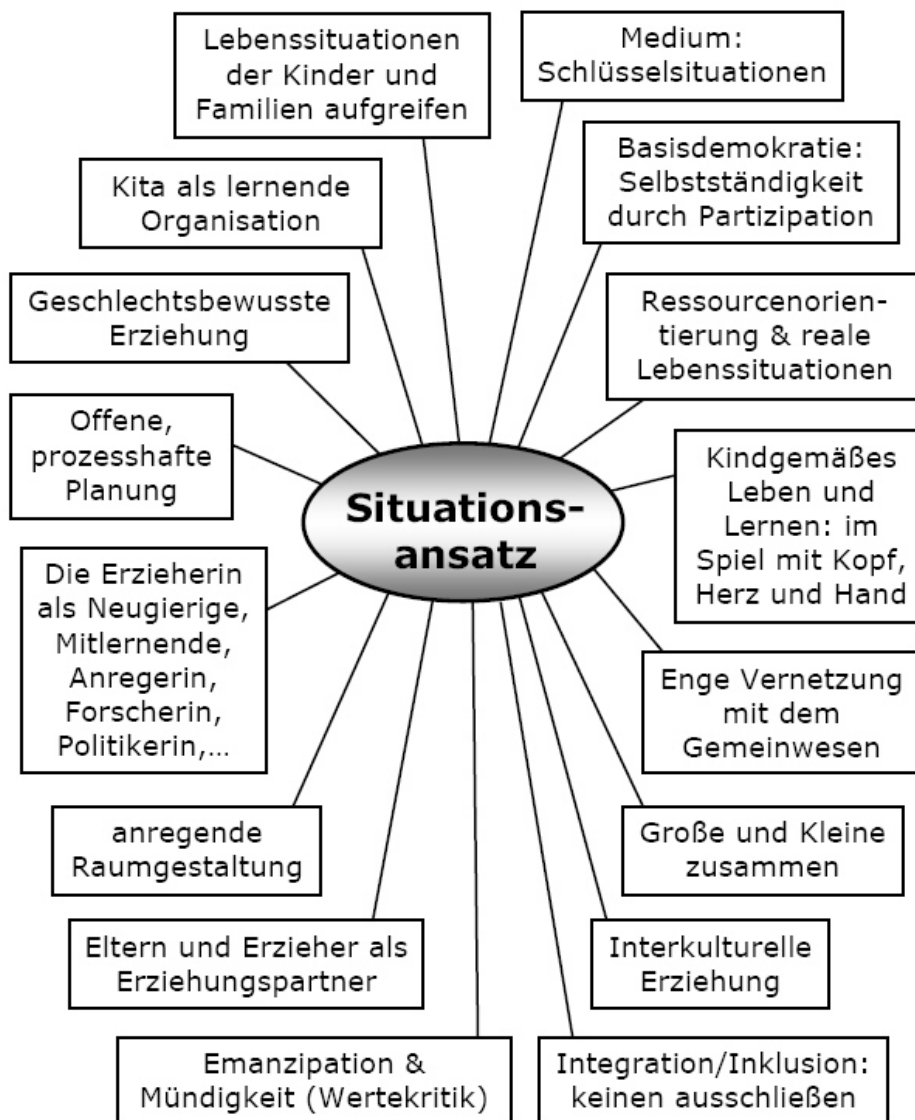 Lebenssituationen
der Kinder und
Familien aufgreifen
Medium:
Schlüsselsituationen
Basisdemokratie:
Selbstständigkeit
durch Partizipation
Kita als lernende
Organisation
Geschlechtsbewusste
Erziehung
Ressourcenorien-
tierung & reale
Lebenssituationen
Offene,
prozesshafte
Planung
Kindgemäßes
Leben und
Lernen: im
Spiel mit Kopf,
Herz und Hand
Situations-
ansatz
Die Erzieherin
als Neugierige,
Mitlernende,
Anregerin,
Forscherin,
Politikerin,…
Enge Vernetzung
mit dem
Gemeinwesen
anregende
Raumgestaltung
Große und Kleine
zusammen
Eltern und Erzieher als
Erziehungspartner
Interkulturelle
Erziehung
Emanzipation &
Mündigkeit (Wertekritik)
Integration/Inklusion:
keinen ausschließen